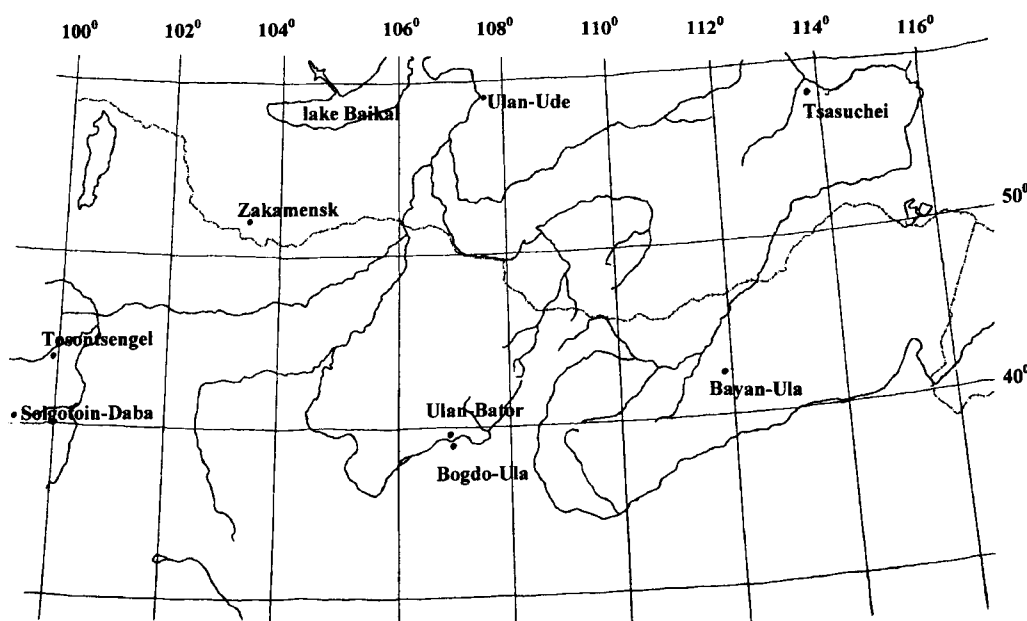 100⁰ 102⁰ 104⁰ 106⁰ 108⁰ 110⁰ 112⁰ 114⁰ 116⁰
lake Baikal
Ulan-Ude
Tsasuchei
50⁰
Zakamensk
Tosontsengel
40⁰
Bayan-Ula
Solgotoin-Daba
Ulan-Bator
Bogdo-Ula